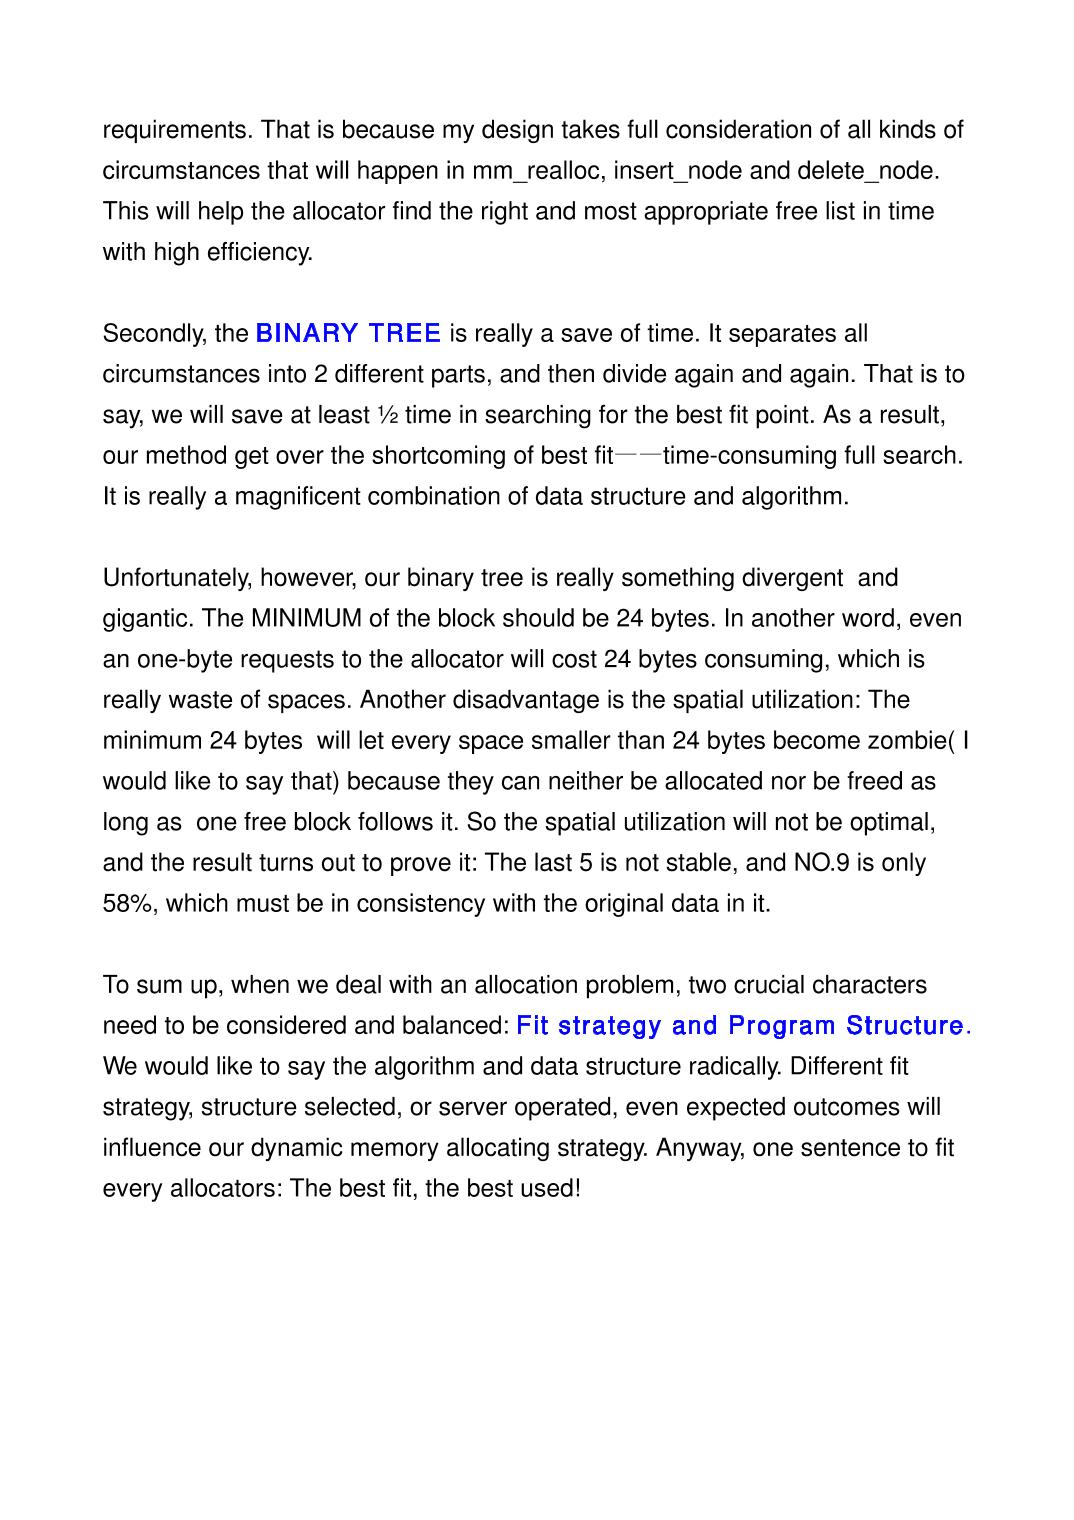 requirements. That is because my design takes full consideration of all kinds of
circumstances that will happen in mm_realloc, insert_node and delete_node.
This will help the allocator find the right and most appropriate free list in time
with high efficiency.
Secondly, the BINARY TREE is really a save of time. It separates all
circumstances into 2 different parts, and then divide again and again. That is to
say, we will save at least ½ time in searching for the best fit point. As a result,
our method get over the shortcoming of best fit——time-consuming full search.
It is really a magnificent combination of data structure and algorithm.
Unfortunately, however, our binary tree is really something divergent  and
gigantic. The MINIMUM of the block should be 24 bytes. In another word, even
an one-byte requests to the allocator will cost 24 bytes consuming, which is
really waste of spaces. Another disadvantage is the spatial utilization: The
minimum 24 bytes  will let every space smaller than 24 bytes become zombie( I
would like to say that) because they can neither be allocated nor be freed as
long as  one free block follows it. So the spatial utilization will not be optimal,
and the result turns out to prove it: The last 5 is not stable, and NO.9 is only
58%, which must be in consistency with the original data in it.
To sum up, when we deal with an allocation problem, two crucial characters
need to be considered and balanced: Fit strategy and Program Structure.
We would like to say the algorithm and data structure radically. Different fit
strategy, structure selected, or server operated, even expected outcomes will
influence our dynamic memory allocating strategy. Anyway, one sentence to fit
every allocators: The best fit, the best used!